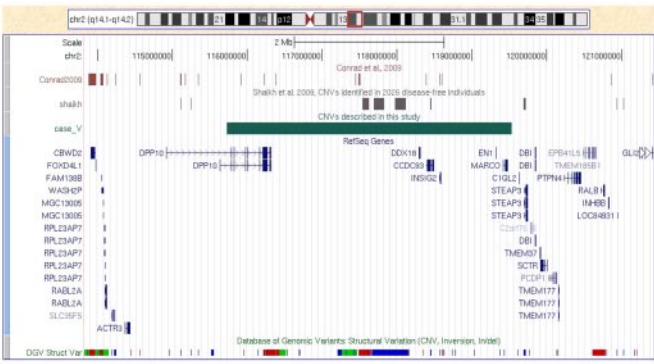 chr2 (q14.1-q14.2) 21 14 p12 13 31.1 34 35
Scale 2 Mb
chr2: 115000000 116000000 117000000 118000000 119000000 120000000 121000000
Conrad et al, 2009
Conrad2009
Shaikh et al. 2009, CNVs identified in 2026 disease-free individuals
shaikh
CNVs described in this study
case_V
RefSeq Genes
CBWD2 DPP10 DDX18 EN1 DBI EPB41L5 GLI2
FOXD4L1 DPP10 CCDC93 MARCO DBI TMEM185B
FAM138B INSIG2 C1QL2 PTPN4
WASH2P STEAP3 RALB
MGC13005 STEAP3 INHBB
MGC13005 STEAP3 LOC84931
RPL23AP7 C2orf76
RPL23AP7 DBI
RPL23AP7 TMEM37
RPL23AP7 SCTR
RPL23AP7 PCDP1
RABL2A TMEM177
RABL2A TMEM177
SLC35F5 TMEM177
ACTR3
Database of Genomic Variants: Structural Variation (CNV, Inversion, In/del)
DGV Struct Var